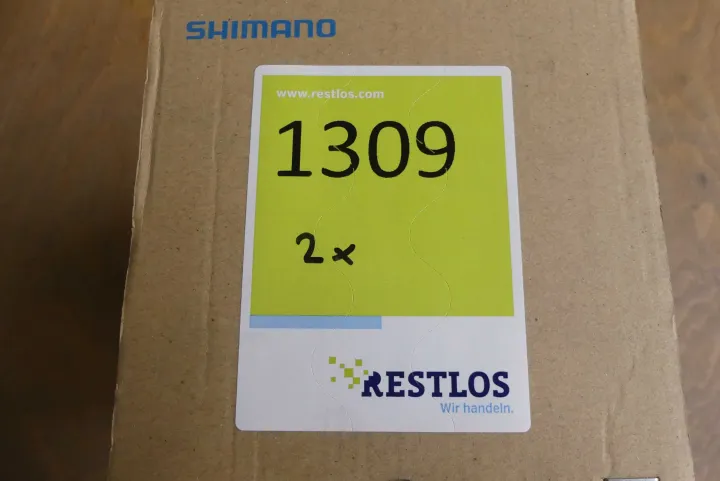 SHIMANO
www.restlos.com
1309
2x
RESTLOS
Wir handeln.